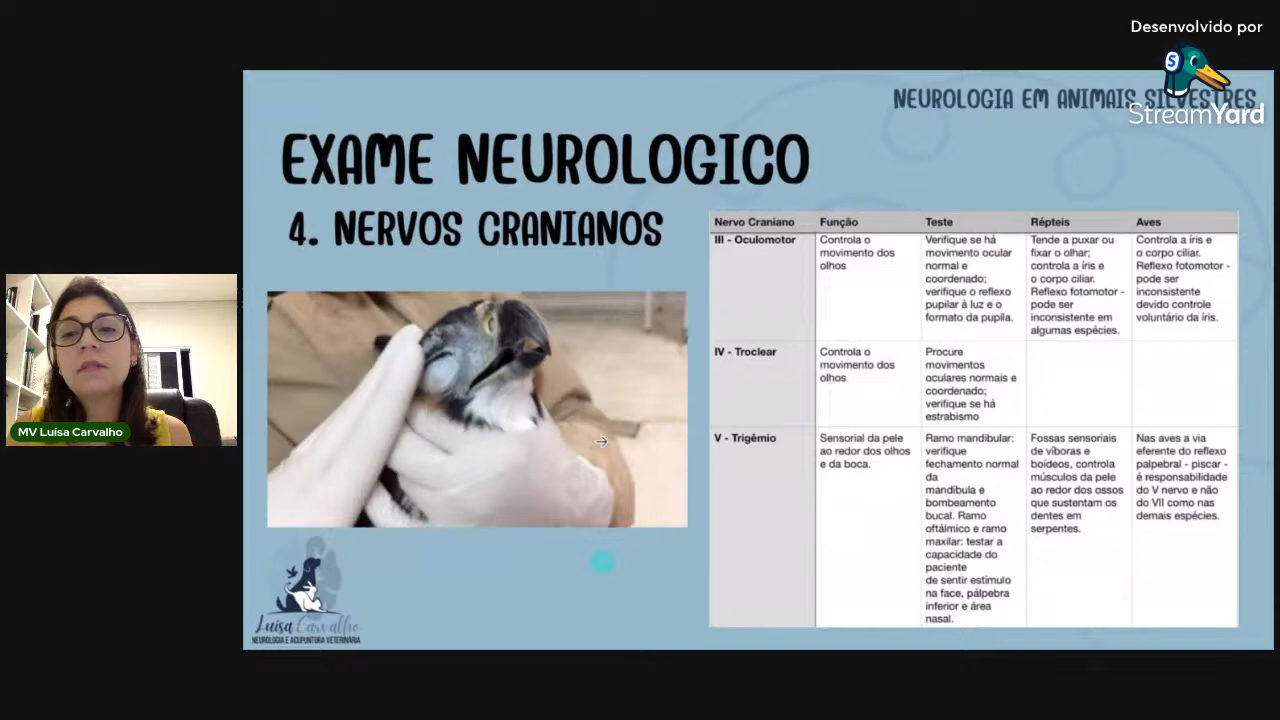 Desenvolvido por
StreamYard
NEUROLOGIA EM ANIMAIS SILVESTRES
EXAME NEUROLOGICO
4. NERVOS CRANIANOS
MV Luísa Carvalho
Luísa Carvalho
NEUROLOGIA E ACUPUNTURA VETERINÁRIA
Nervo Craniano Função Teste Répteis Aves
III - Oculomotor
Controla o
movimento dos
olhos
Verifique se há
movimento ocular
normal e
coordenado;
verifique o reflexo
pupilar à luz e o
formato da pupila.
Tende a puxar ou
fixar o olhar;
controla a íris e
o corpo ciliar.
Reflexo fotomotor -
pode ser
inconsistente em
algumas espécies.
Controla a íris e
o corpo ciliar.
Reflexo fotomotor -
pode ser
inconsistente
devido controle
voluntário da íris.
IV - Troclear
Controla o
movimento dos
olhos
Procure
movimentos
oculares normais e
coordenado;
verifique se há
estrabismo
V - Trigêmio
Sensorial da pele
ao redor dos olhos
e da boca.
Ramo mandibular:
verifique
fechamento normal
da
mandíbula e
bombeamento
bucal. Ramo
oftálmico e ramo
maxilar: testar a
capacidade do
paciente
de sentir estímulo
na face, pálpebra
inferior e área
nasal.
Fossas sensoriais
de víboras e
boídeos, controla
músculos da pele
ao redor dos ossos
que sustentam os
dentes em
serpentes.
Nas aves a via
eferente do reflexo
palpebral - piscar -
é responsabilidade
do V nervo e não
do VII como nas
demais espécies.